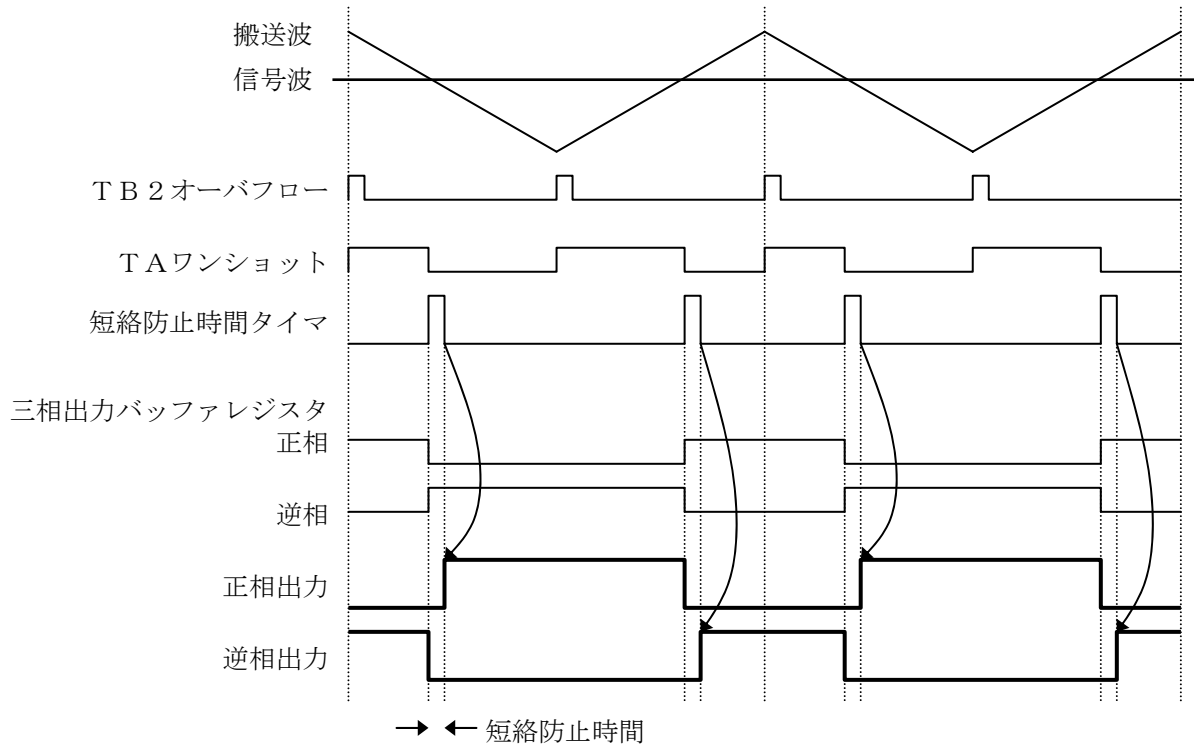 搬送波
信号波
ＴＢ２オーバフロー
ＴＡワンショット
短絡防止時間タイマ
三相出力バッファレジスタ
正相
逆相
正相出力
逆相出力
短絡防止時間